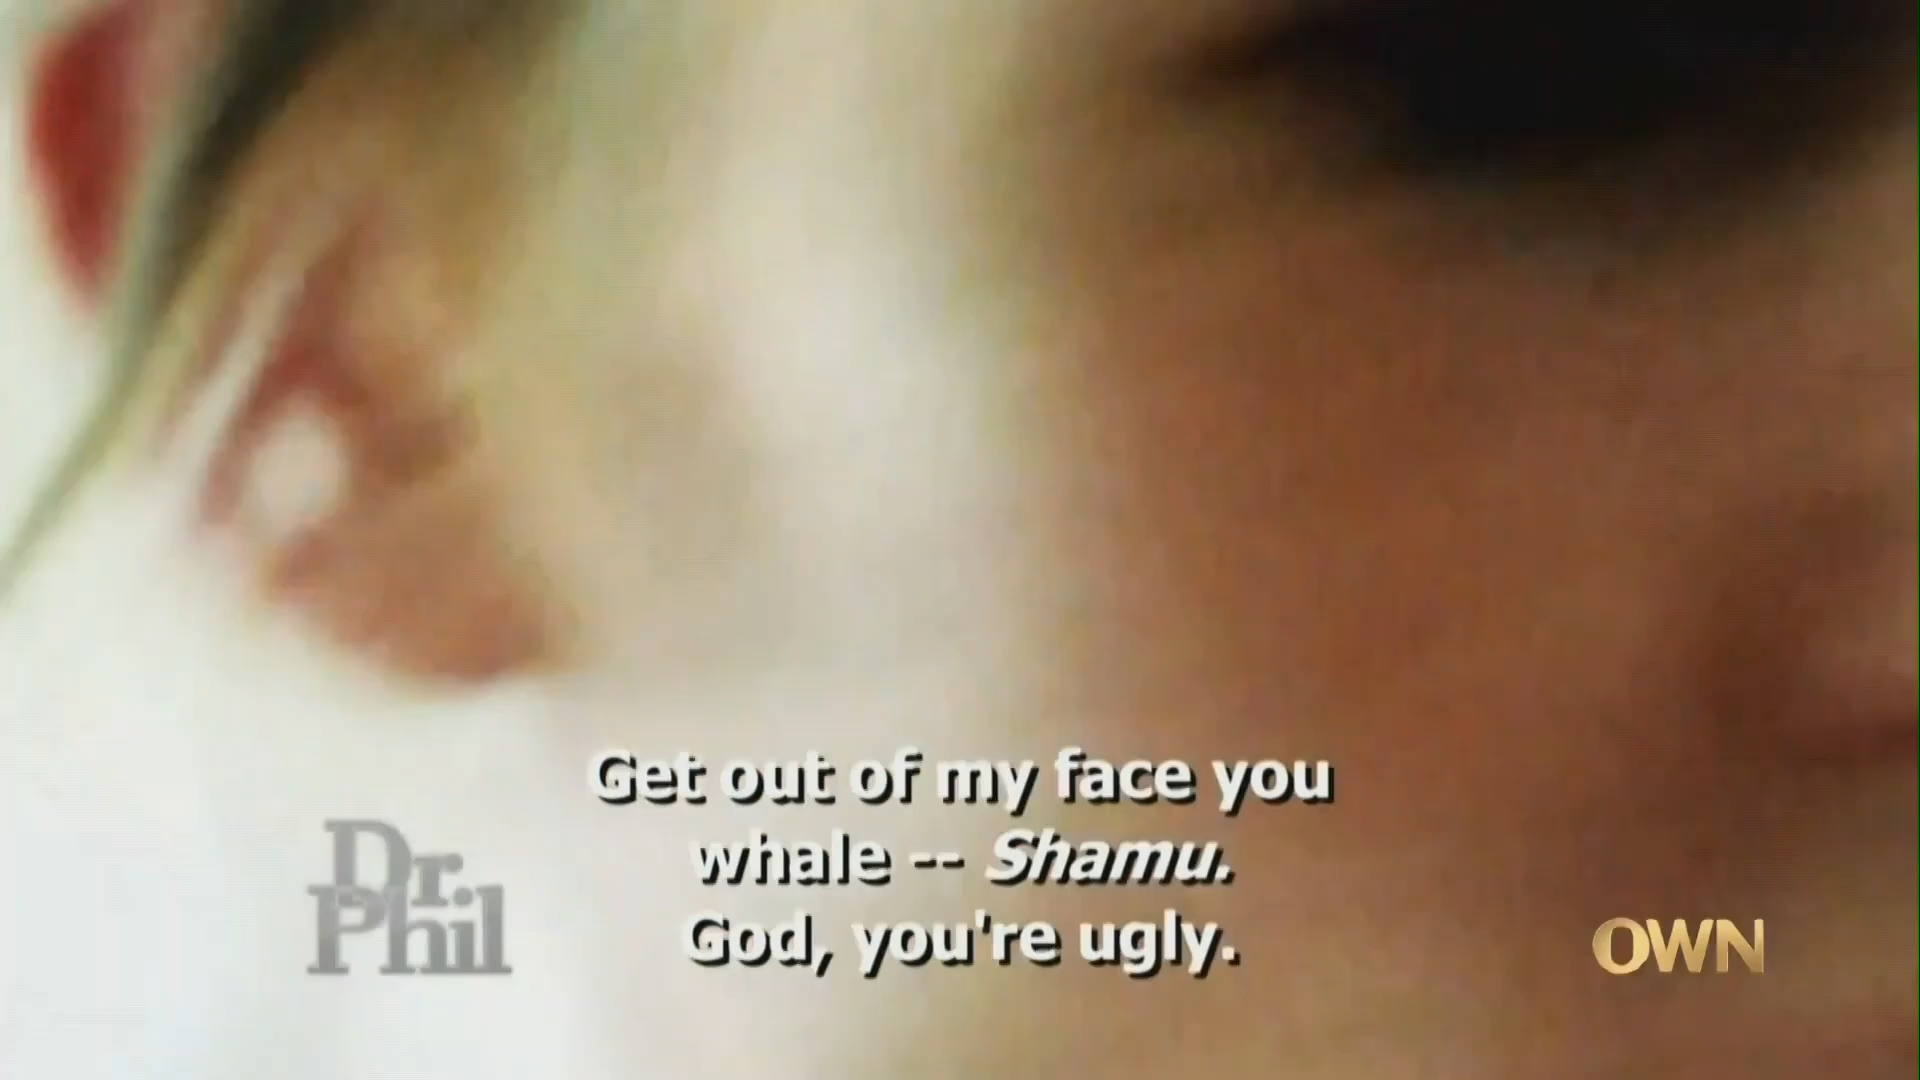 Get out of my face you
whale -- Shamu.
God, you're ugly.
Dr.
Phil
OWN